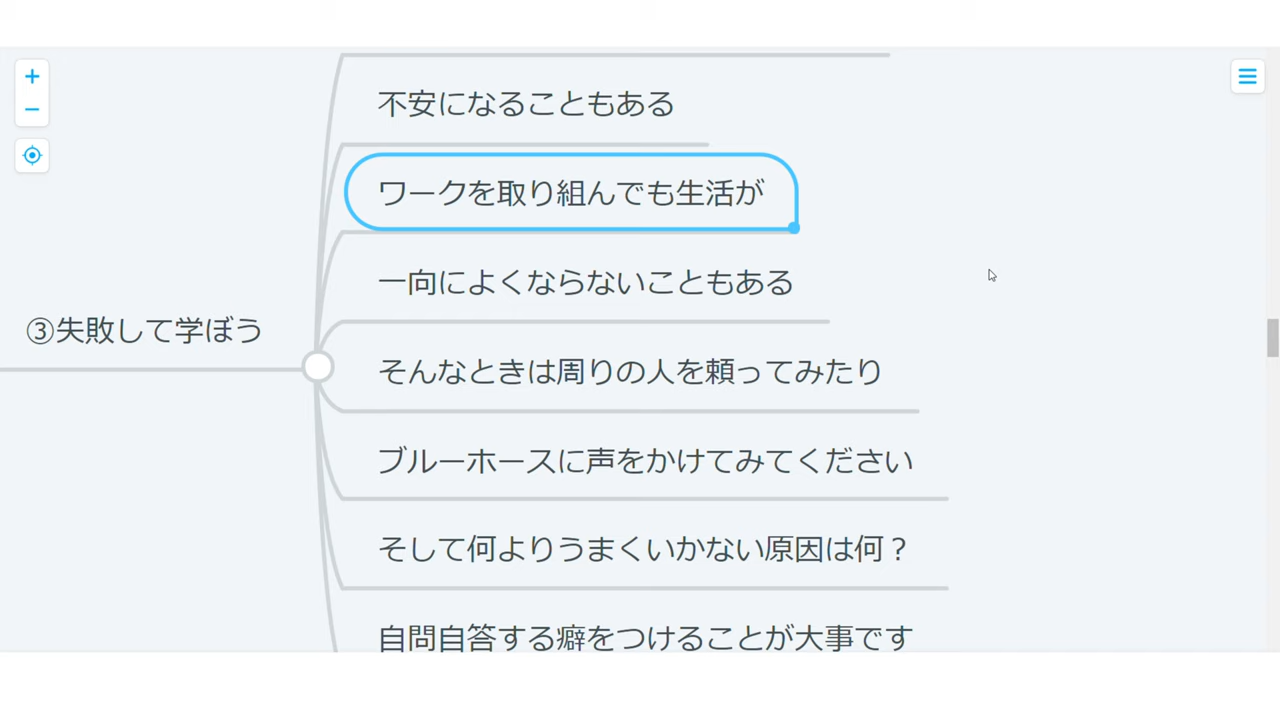 不安になることもある
ワークを取り組んでも生活が
一向によくならないこともある
③失敗して学ぼう
そんなときは周りの人を頼ってみたり
ブルーホースに声をかけてみてください
そして何よりうまくいかない原因は何？
自問自答する癖をつけることが大事です